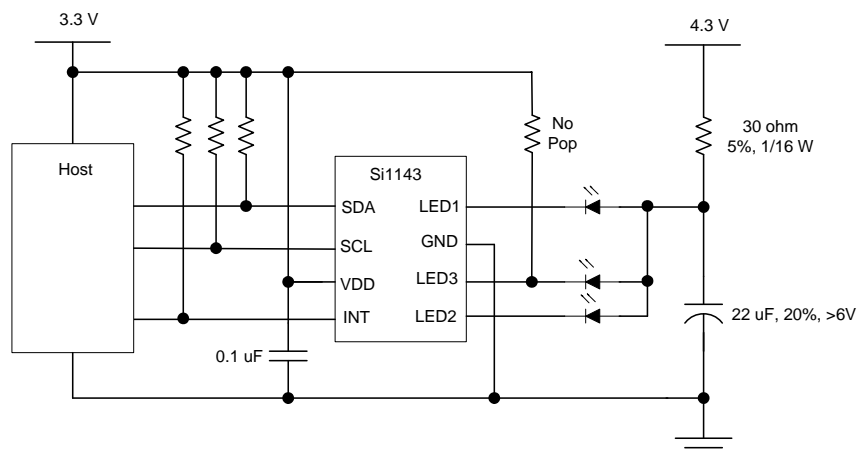 3.3 V
4.3 V
No
Pop
30 ohm
5%, 1/16 W
Host
Si1143
SDA
LED1
SCL
GND
VDD
LED3
INT
LED2
0.1 uF
22 uF, 20%, >6V